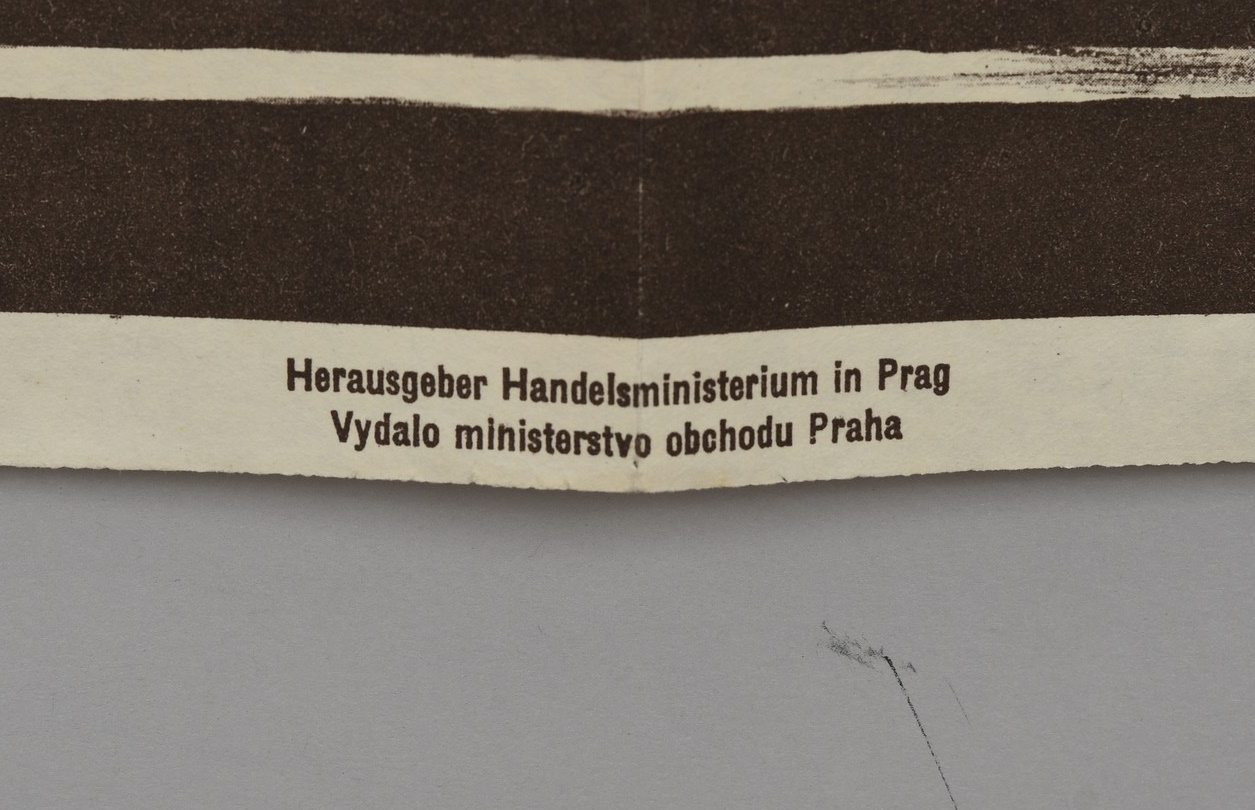 Herausgeber Handelsministerium in Prag
Vydalo ministerstvo obchodu Praha